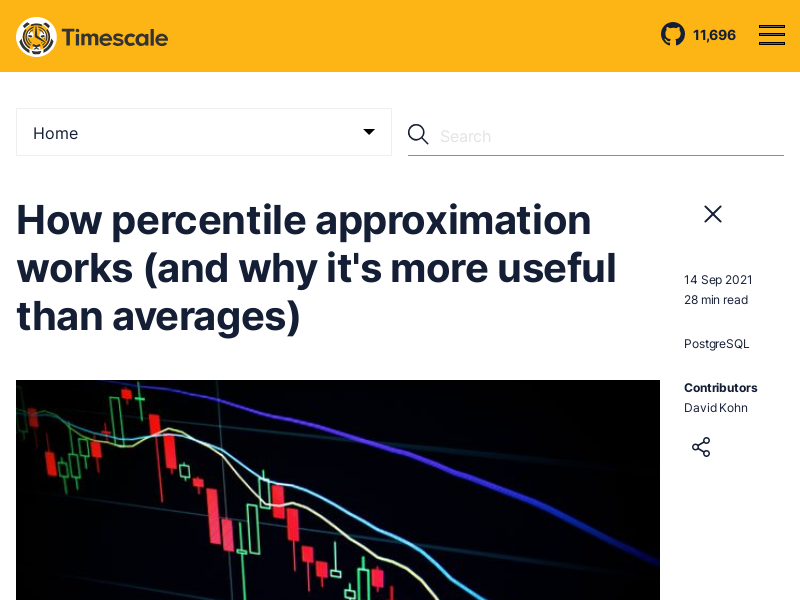 Timescale
11,696
Home
Search
How percentile approximation
works (and why it's more useful
than averages)
14 Sep 2021
28 min read
PostgreSQL
Contributors
David Kohn